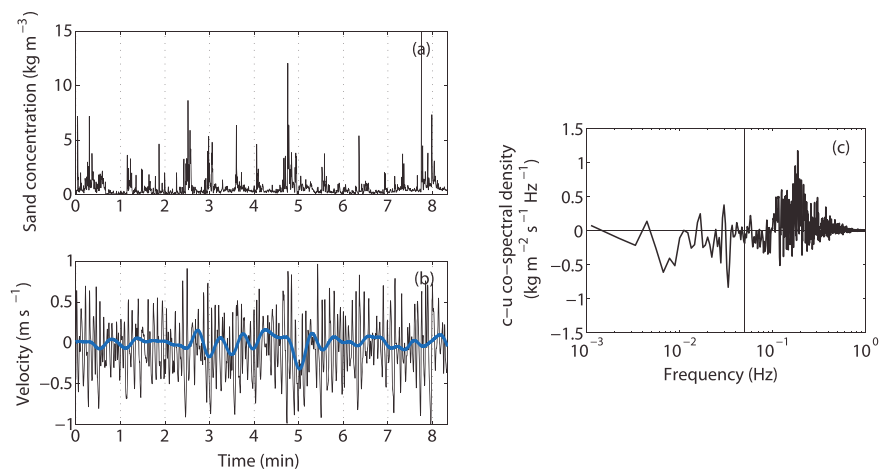 Sand concentration (kg m⁻³)
15
10
5
0
(a)
0 1 2 3 4 5 6 7 8
Velocity (m s⁻¹)
1
0.5
0
−0.5
−1
(b)
0 1 2 3 4 5 6 7 8
Time (min)
c−u co−spectral density
(kg m⁻² s⁻¹ Hz⁻¹)
1.5
1
0.5
0
−0.5
−1
−1.5
(c)
10⁻³ 10⁻² 10⁻¹ 10⁰
Frequency (Hz)